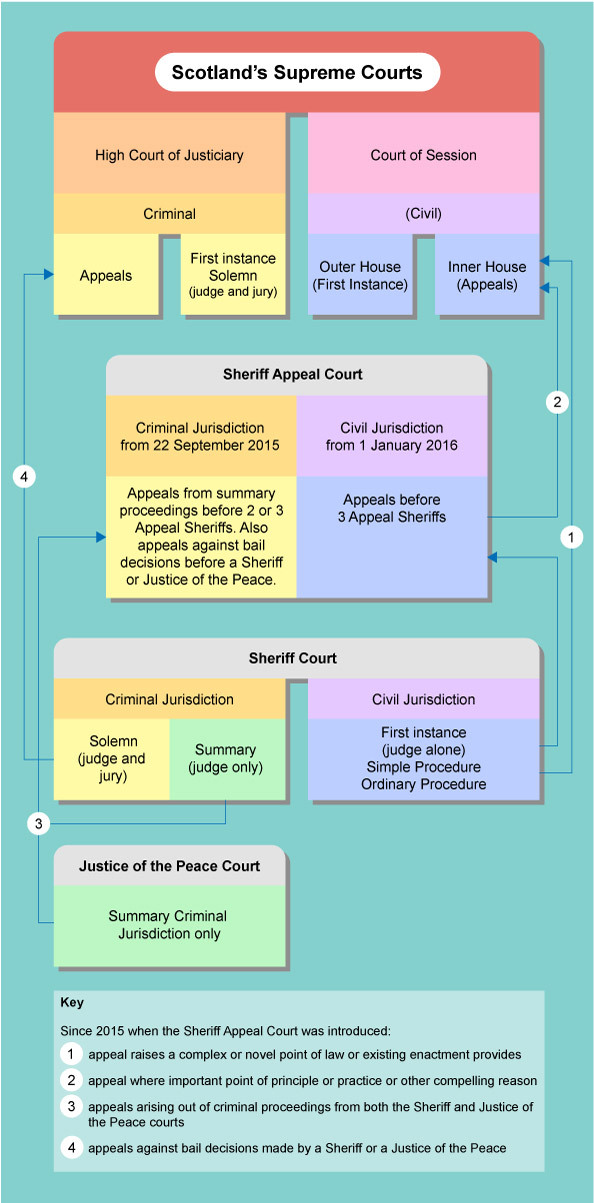 Scotland's Supreme Courts
High Court of Justiciary
Court of Session
Criminal
(Civil)
Appeals
First instance
Solemn
(judge and jury)
Outer House
(First Instance)
Inner House
(Appeals)
Sheriff Appeal Court
Criminal Jurisdiction
from 22 September 2015
Civil Jurisdiction
from 1 January 2016
Appeals from summary
proceedings before 2 or 3
Appeal Sheriffs. Also
appeals against bail
decisions before a Sheriff
or Justice of the Peace.
Appeals before
3 Appeal Sheriffs
2
4
1
Sheriff Court
Criminal Jurisdiction
Civil Jurisdiction
Solemn
(judge and
jury)
Summary
(judge only)
First instance
(judge alone)
Simple Procedure
Ordinary Procedure
3
Justice of the Peace Court
Summary Criminal
Jurisdiction only
Key
Since 2015 when the Sheriff Appeal Court was introduced:
1 appeal raises a complex or novel point of law or existing enactment provides
2 appeal where important point of principle or practice or other compelling reason
3 appeals arising out of criminal proceedings from both the Sheriff and Justice of
the Peace courts
4 appeals against bail decisions made by a Sheriff or a Justice of the Peace